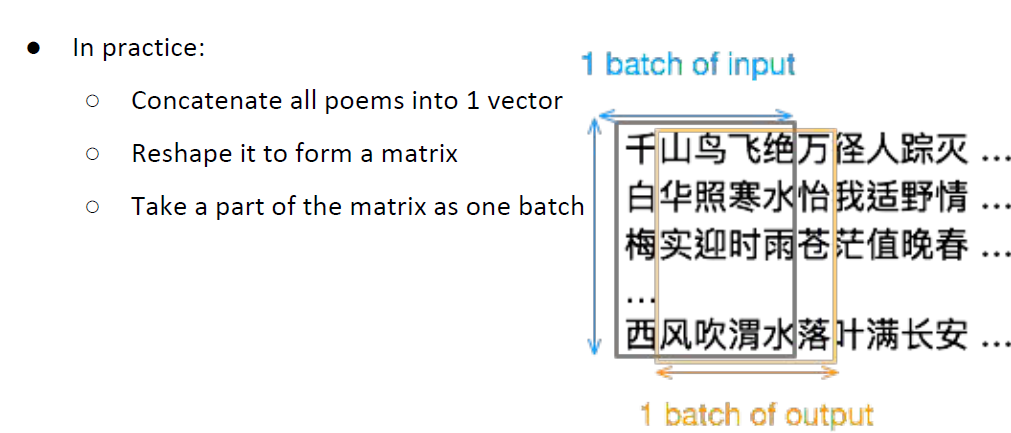 ● In practice:
○ Concatenate all poems into 1 vector
○ Reshape it to form a matrix
○ Take a part of the matrix as one batch
1 batch of input
千山鸟飞绝万径人踪灭 ...
白华照寒水怡我适野情 ...
梅实迎时雨苍茫值晚春 ...
...
西风吹渭水落叶满长安 ...
1 batch of output